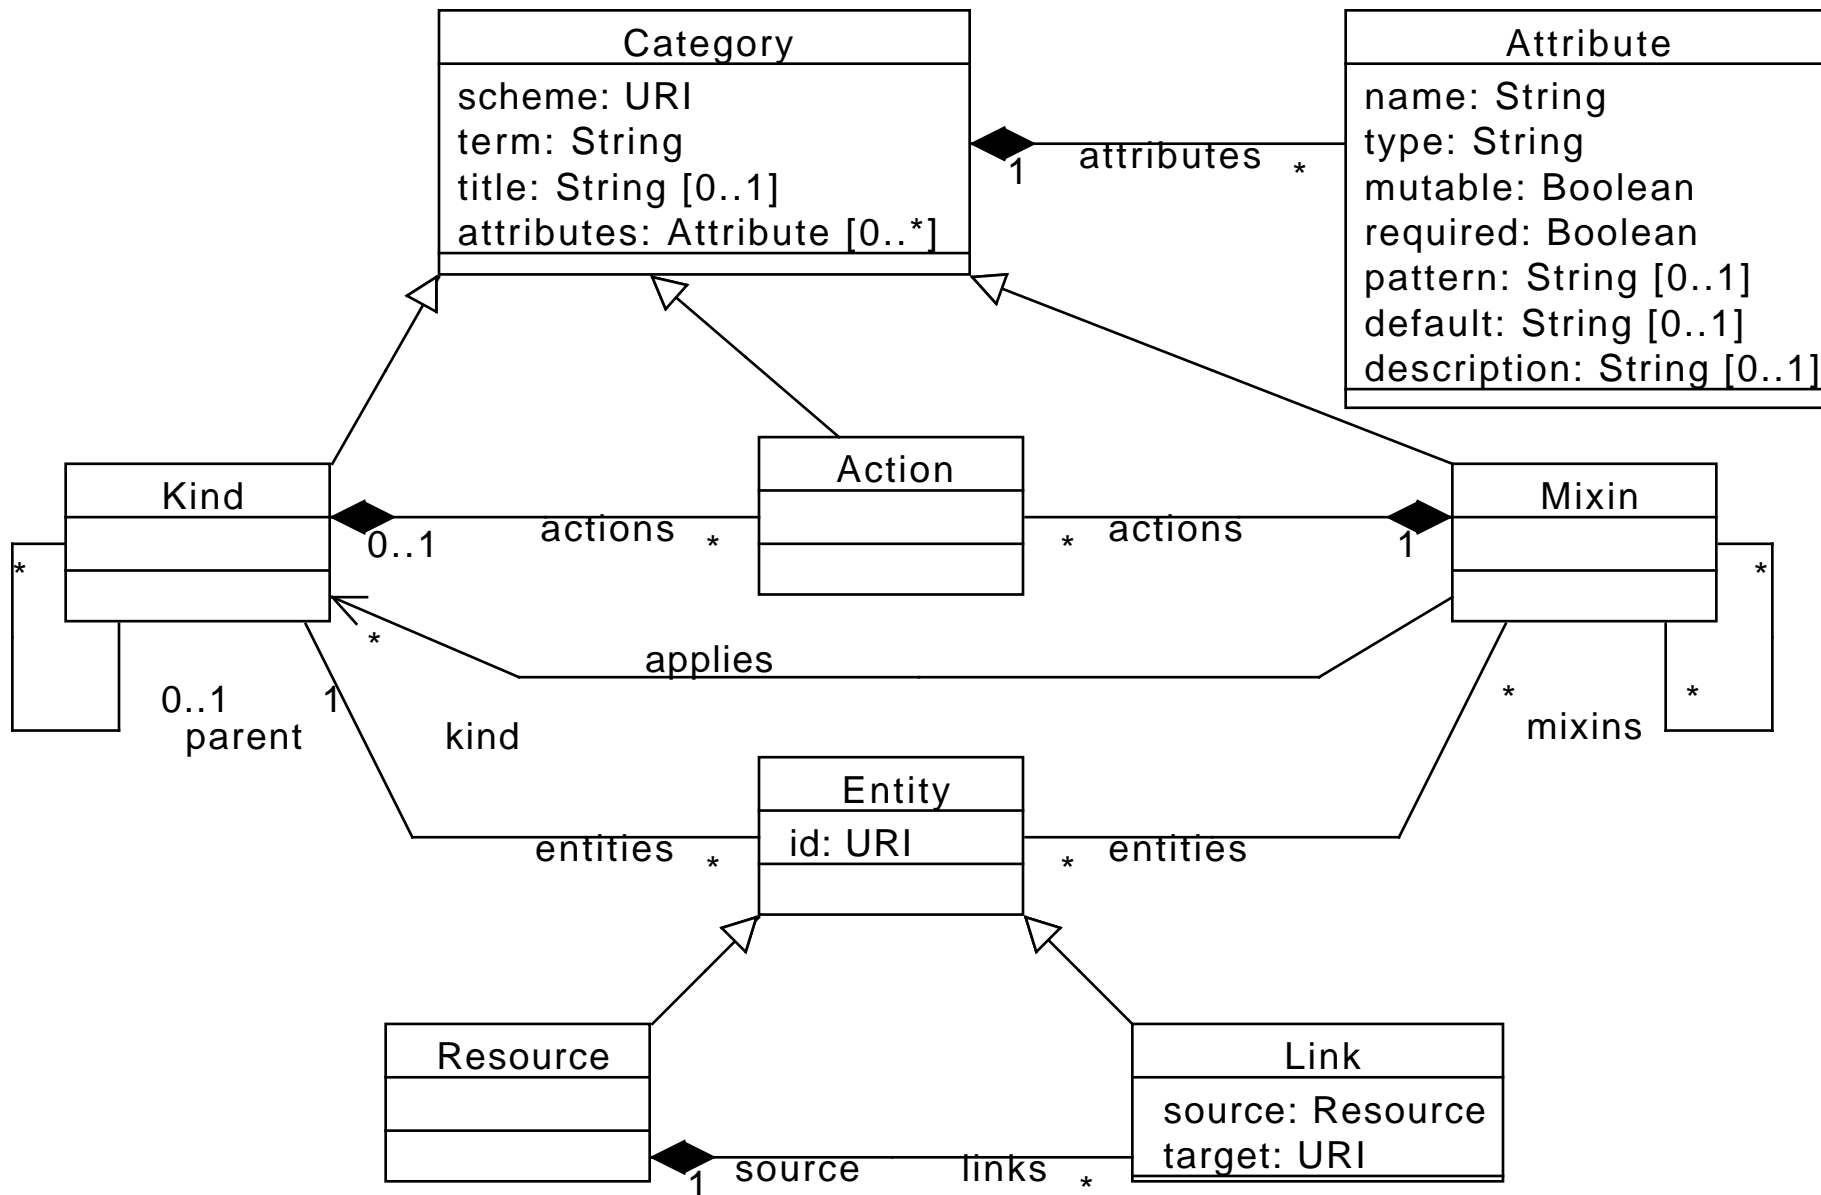 Category
scheme: URI
term: String
title: String [0..1]
attributes: Attribute [0..*]
1
attributes
*
Attribute
name: String
type: String
mutable: Boolean
required: Boolean
pattern: String [0..1]
default: String [0..1]
description: String [0..1]
Kind
0..1
actions
*
Action
*
actions
1
Mixin
*
*
*
applies
0..1
parent
1
kind
*
mixins
*
Entity
id: URI
entities
*
*
entities
Resource
Link
source: Resource
target: URI
1
source
links
*